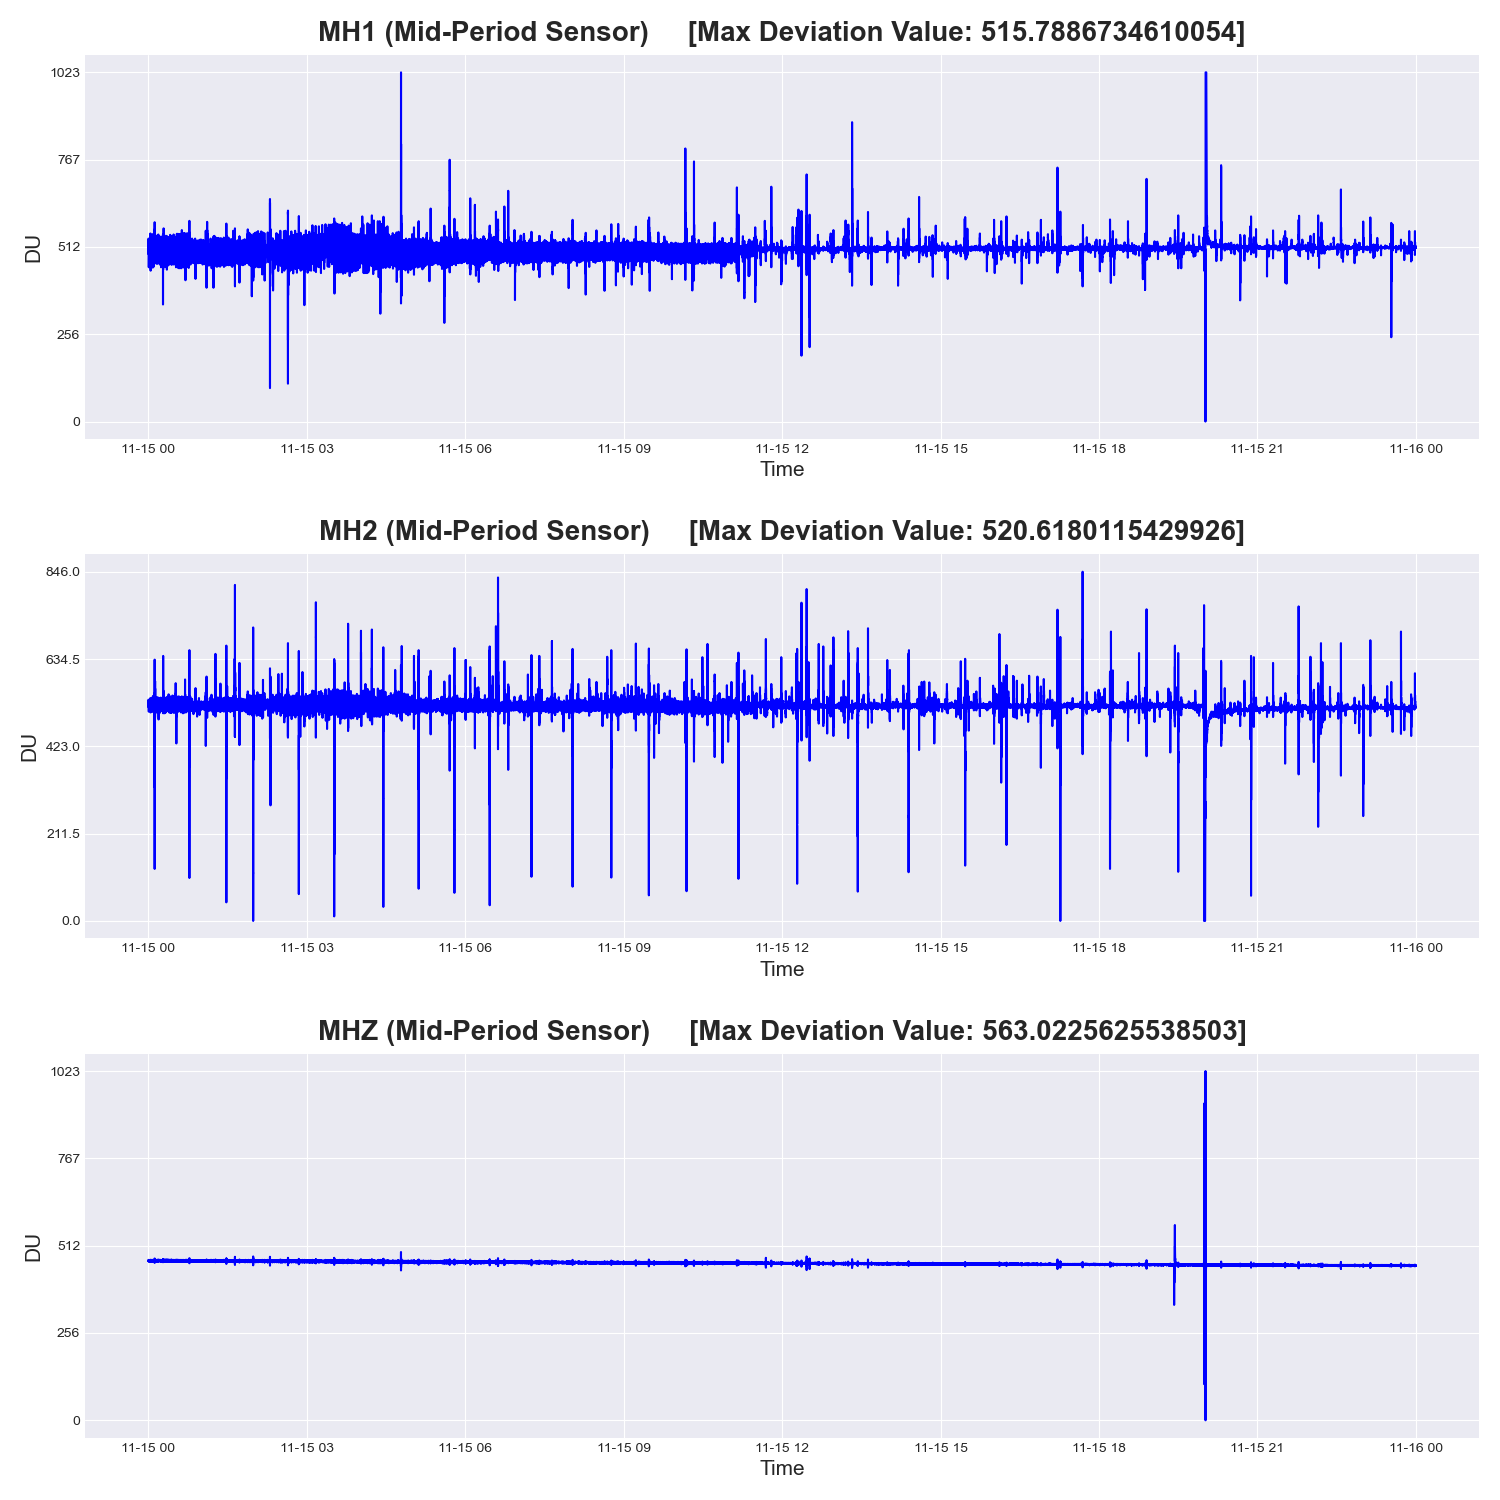 MH1 (Mid-Period Sensor) [Max Deviation Value: 515.7886734610054]
1023
767
512
256
0
DU
11-15 00 11-15 03 11-15 06 11-15 09 11-15 12 11-15 15 11-15 18 11-15 21 11-16 00
Time
MH2 (Mid-Period Sensor) [Max Deviation Value: 520.6180115429926]
846.0
634.5
423.0
211.5
0.0
DU
11-15 00 11-15 03 11-15 06 11-15 09 11-15 12 11-15 15 11-15 18 11-15 21 11-16 00
Time
MHZ (Mid-Period Sensor) [Max Deviation Value: 563.0225625538503]
1023
767
512
256
0
DU
11-15 00 11-15 03 11-15 06 11-15 09 11-15 12 11-15 15 11-15 18 11-15 21 11-16 00
Time